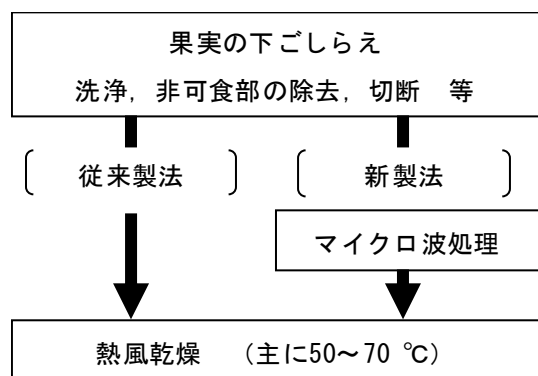 果実の下ごしらえ
洗浄，非可食部の除去，切断　等
〔　従来製法　〕　〔　新製法　〕
マイクロ波処理
熱風乾燥　（主に50～70 ℃）